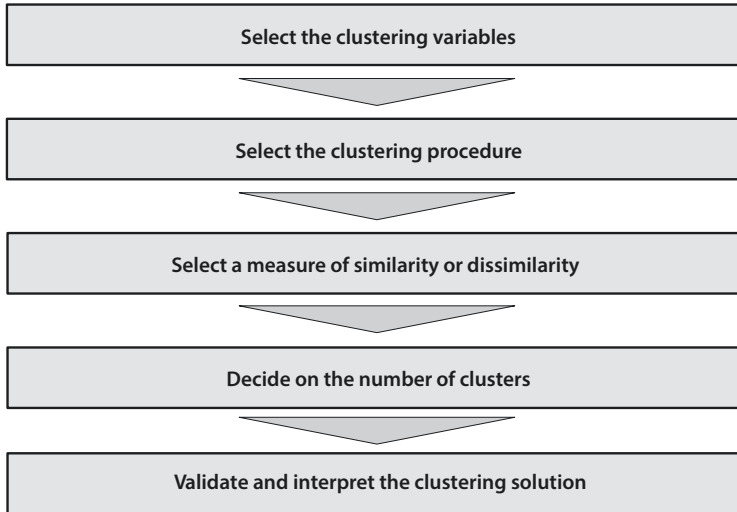 Select the clustering variables
Select the clustering procedure
Select a measure of similarity or dissimilarity
Decide on the number of clusters
Validate and interpret the clustering solution